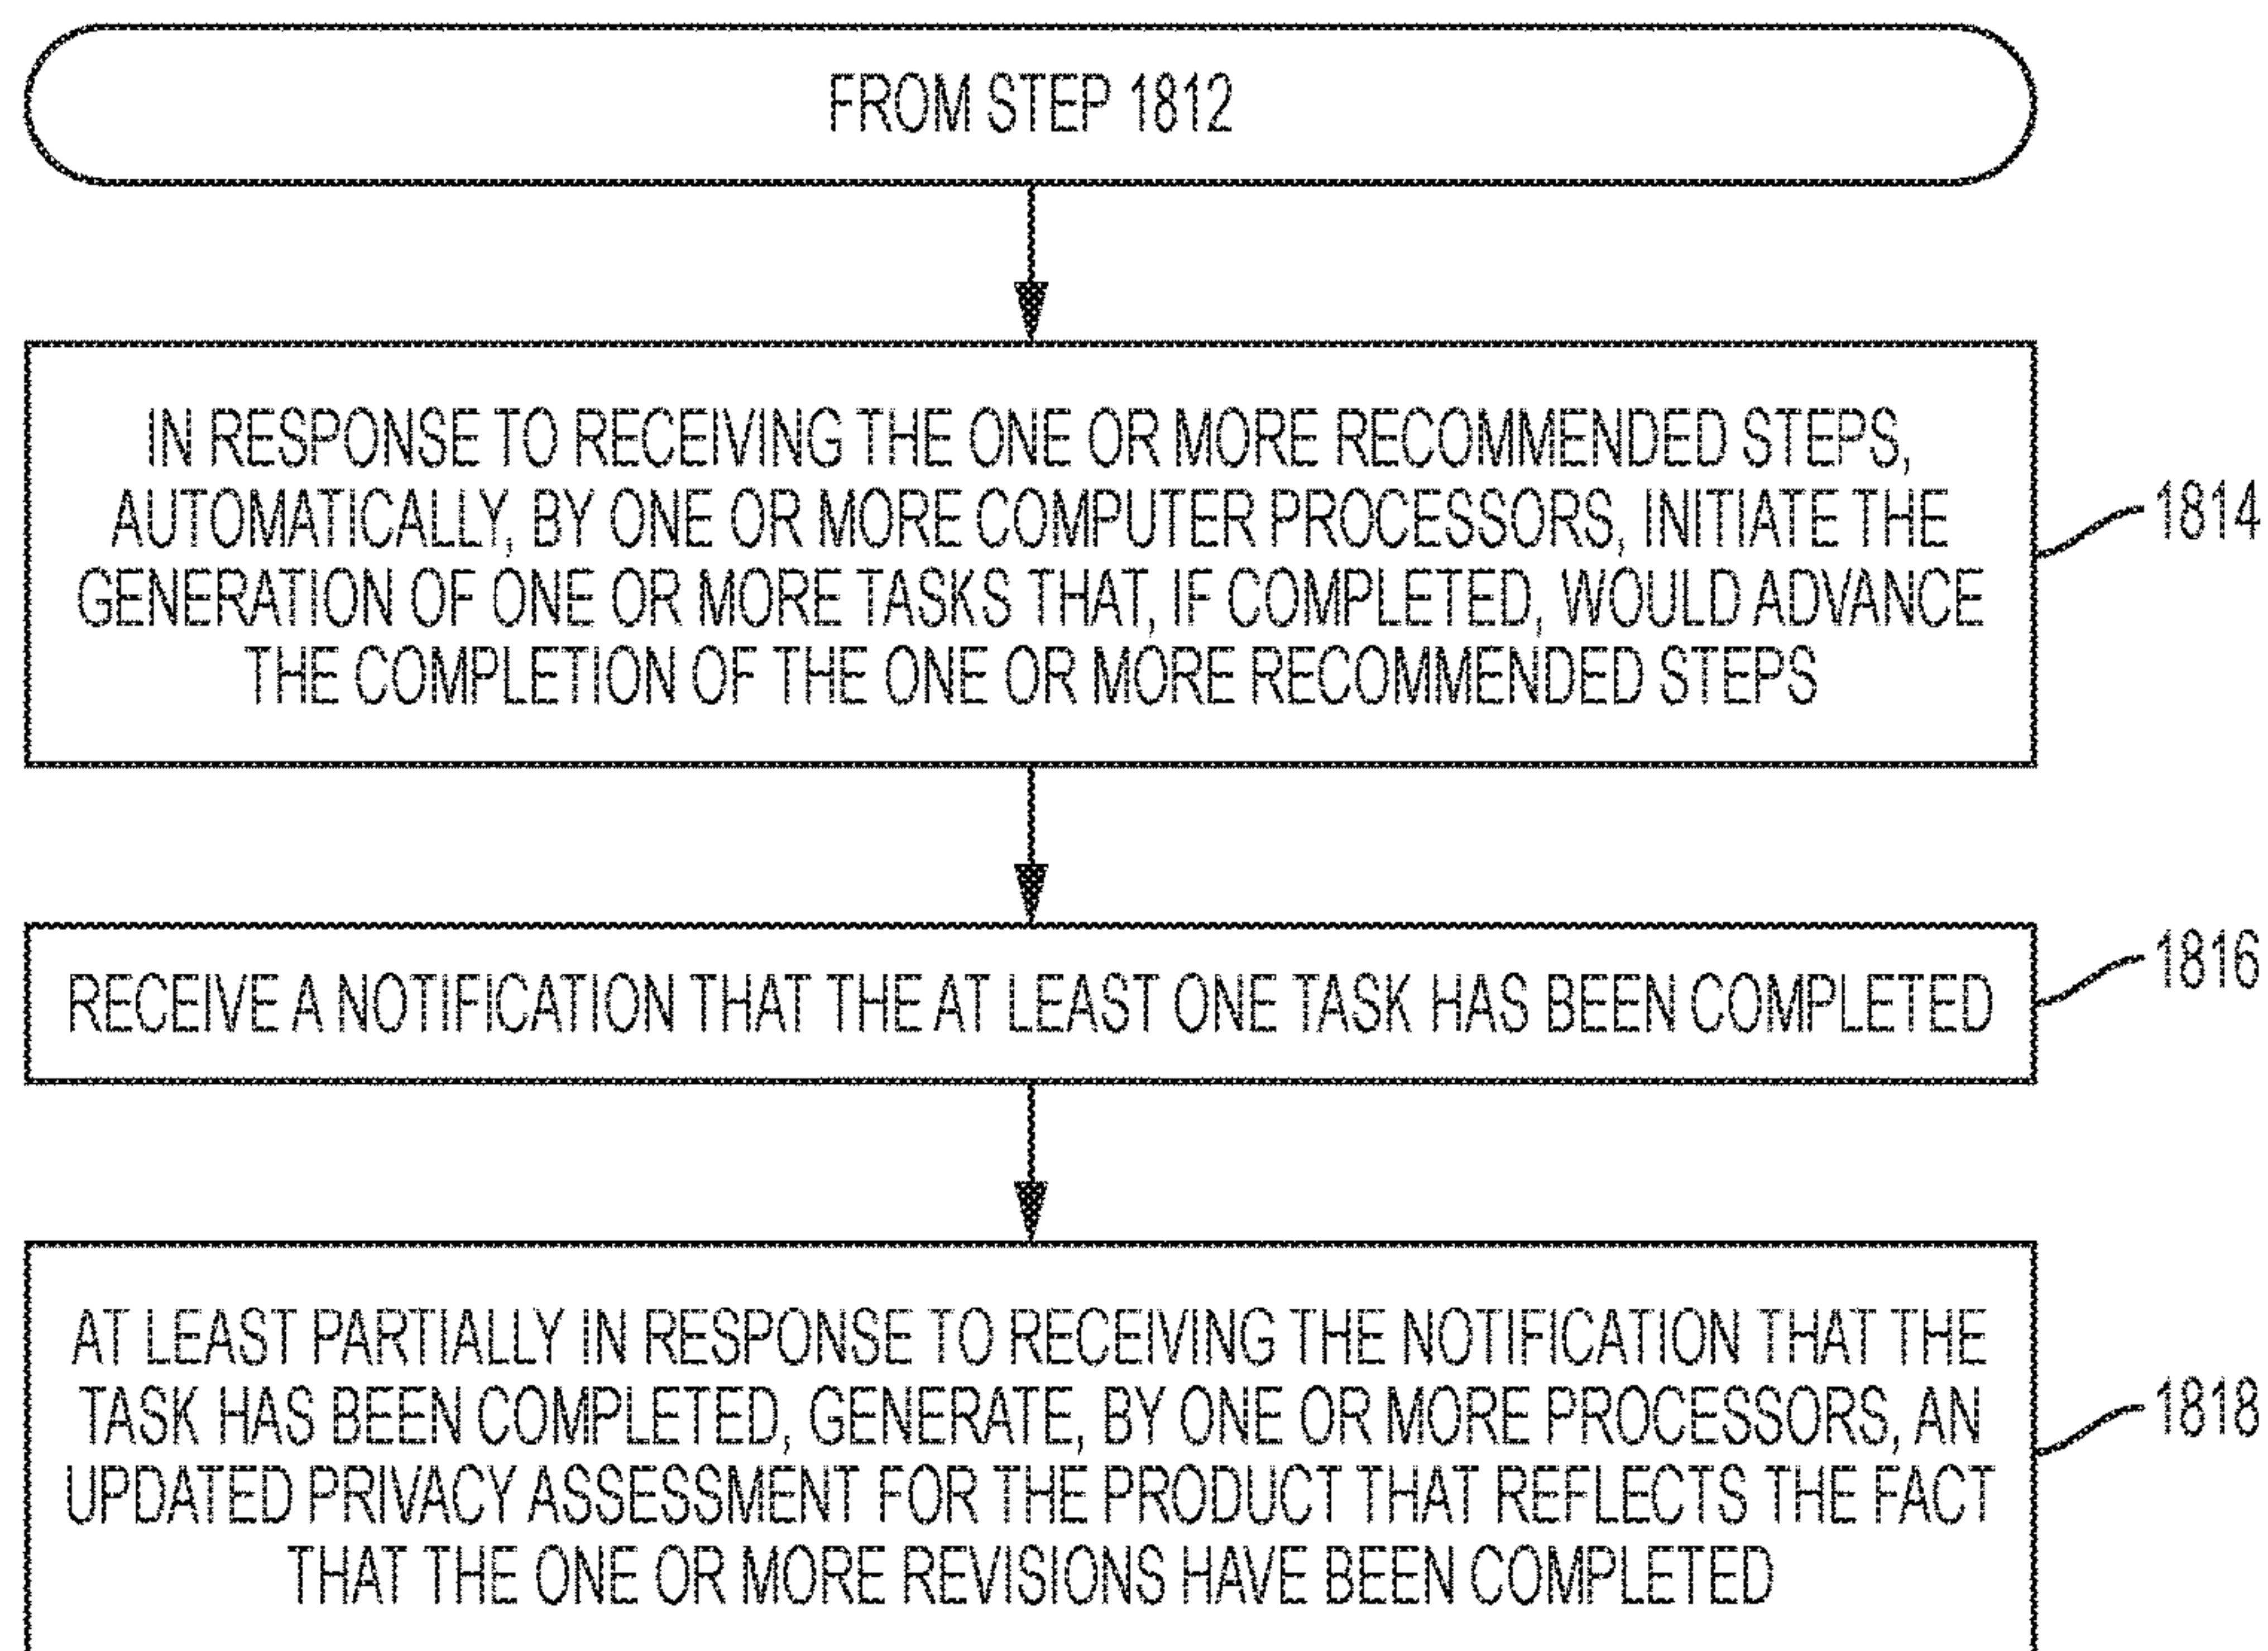 FROM STEP 1812
IN RESPONSE TO RECEIVING THE ONE OR MORE RECOMMENDED STEPS,
AUTOMATICALLY, BY ONE OR MORE COMPUTER PROCESSORS, INITIATE THE
GENERATION OF ONE OR MORE TASKS THAT, IF COMPLETED, WOULD ADVANCE
THE COMPLETION OF THE ONE OR MORE RECOMMENDED STEPS
1814
RECEIVE A NOTIFICATION THAT THE AT LEAST ONE TASK HAS BEEN COMPLETED
1816
AT LEAST PARTIALLY IN RESPONSE TO RECEIVING THE NOTIFICATION THAT THE
TASK HAS BEEN COMPLETED, GENERATE, BY ONE OR MORE PROCESSORS, AN
UPDATED PRIVACY ASSESSMENT FOR THE PRODUCT THAT REFLECTS THE FACT
THAT THE ONE OR MORE REVISIONS HAVE BEEN COMPLETED
1818